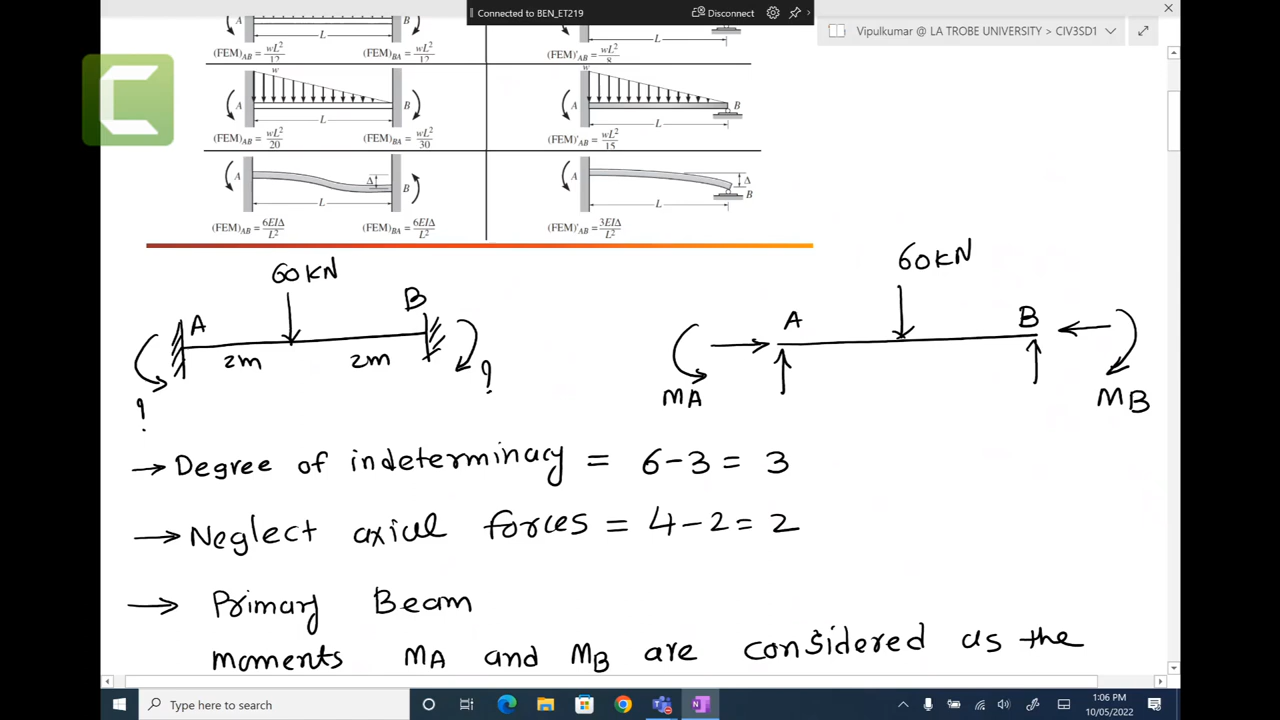 Connected to BEN_ET219 Disconnect
Vipulkumar @ LA TROBE UNIVERSITY > CIV3SD1
A L B L
(FEM)AB = wL²/12 (FEM)BA = wL²/12 (FEM)'AB = wL²/8
w w
A B A B
L L
(FEM)AB = wL²/20 (FEM)BA = wL²/30 (FEM)'AB = wL²/15
A Δ B A Δ
L L B
(FEM)AB = 6EIΔ/L² (FEM)BA = 6EIΔ/L² (FEM)'AB = 3EIΔ/L²
60 kN 60 kN
A B A B
2m 2m
? ? MA MB
→ Degree of indeterminacy = 6-3 = 3
→ Neglect axial forces = 4-2 = 2
→ Primary Beam
moments MA and MB are considered as the
Type here to search
1:06 PM
10/05/2022